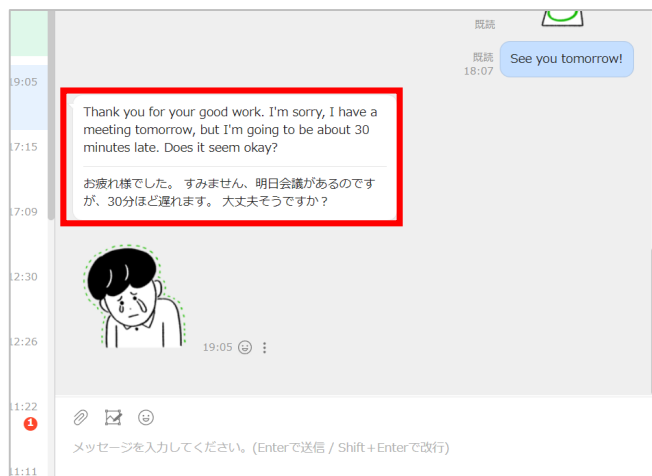 既読
既読
18:07
See you tomorrow!
19:05
Thank you for your good work. I'm sorry, I have a
meeting tomorrow, but I'm going to be about 30
minutes late. Does it seem okay?
17:15
お疲れ様でした。 すみません、明日会議があるのです
が、30分ほど遅れます。 大丈夫そうですか？
17:09
12:30
12:26
19:05
11:22
1
メッセージを入力してください。(Enterで送信 / Shift+Enterで改行)
11:11